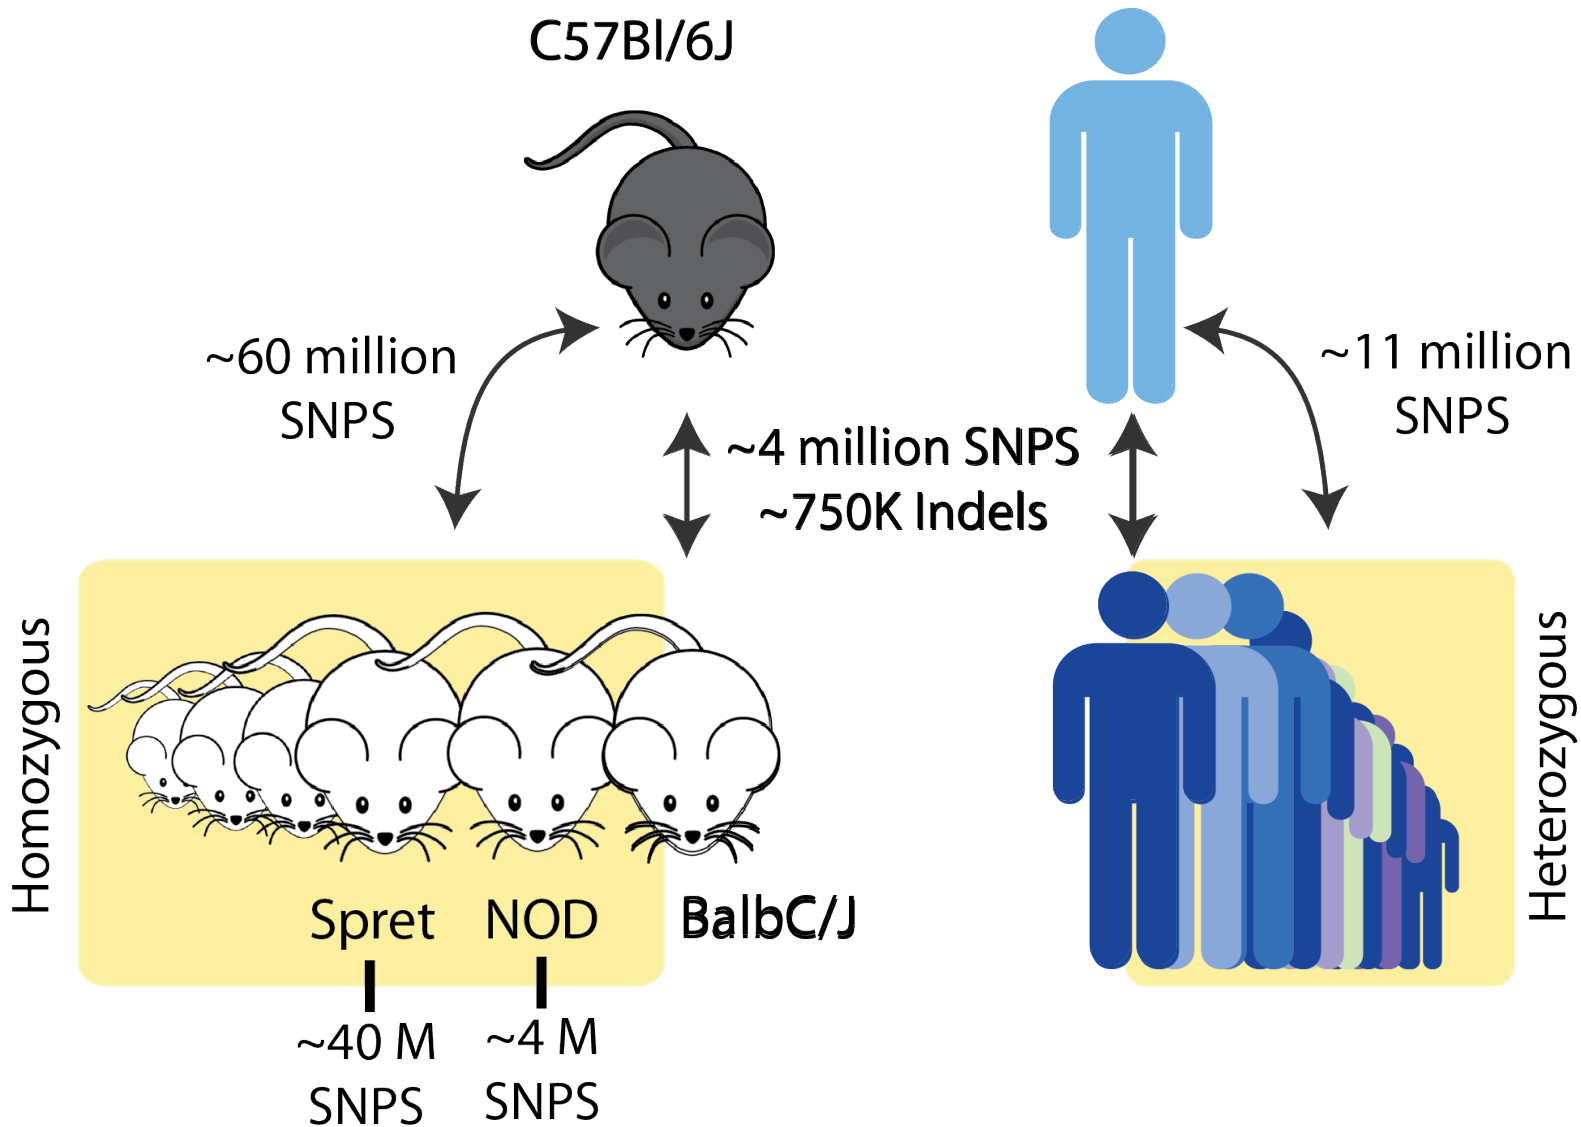 C57Bl/6J
~60 million
SNPS
~11 million
SNPS
~4 million SNPS
~750K Indels
Homozygous
Heterozygous
Spret
NOD
BalbC/J
~40 M
SNPS
~4 M
SNPS